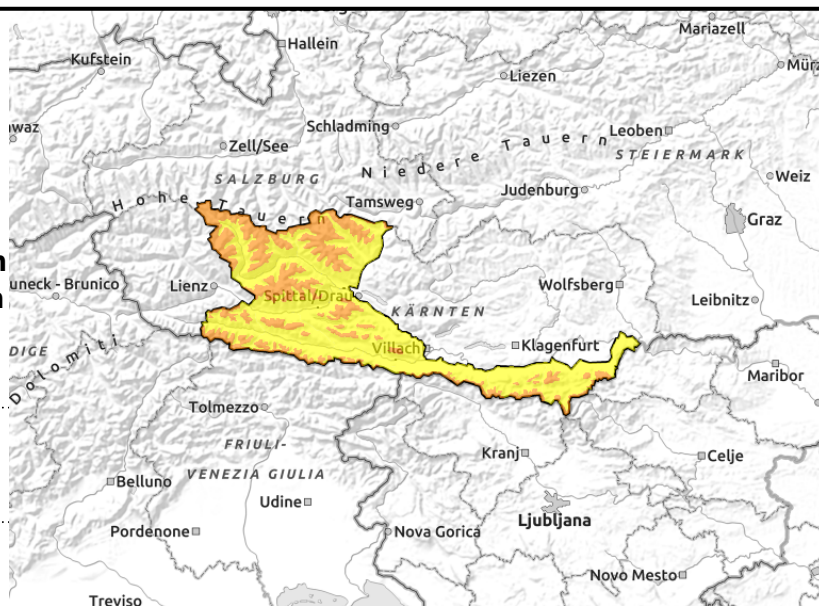 Mariazell
Hallein
Kufstein
Liezen
Mürz
waz
Schladming
Leoben
Zell/See
Niedere Tauern
STEIERMARK
SALZBURG
Weiz
Judenburg
Hohe Tauern
Tamsweg
Graz
n
uneck - Brunico
Lienz
Wolfsberg
Spittal/Drau
Leibnitz
KÄRNTEN
DIGE
Dolomiti
Villach
Klagenfurt
Maribor
Tolmezzo
FRIULI-
VENEZIA GIULIA
Kranj
Celje
Belluno
Udine
Ljubljana
Pordenone
Nova Gorica
Novo Mesto
Treviso